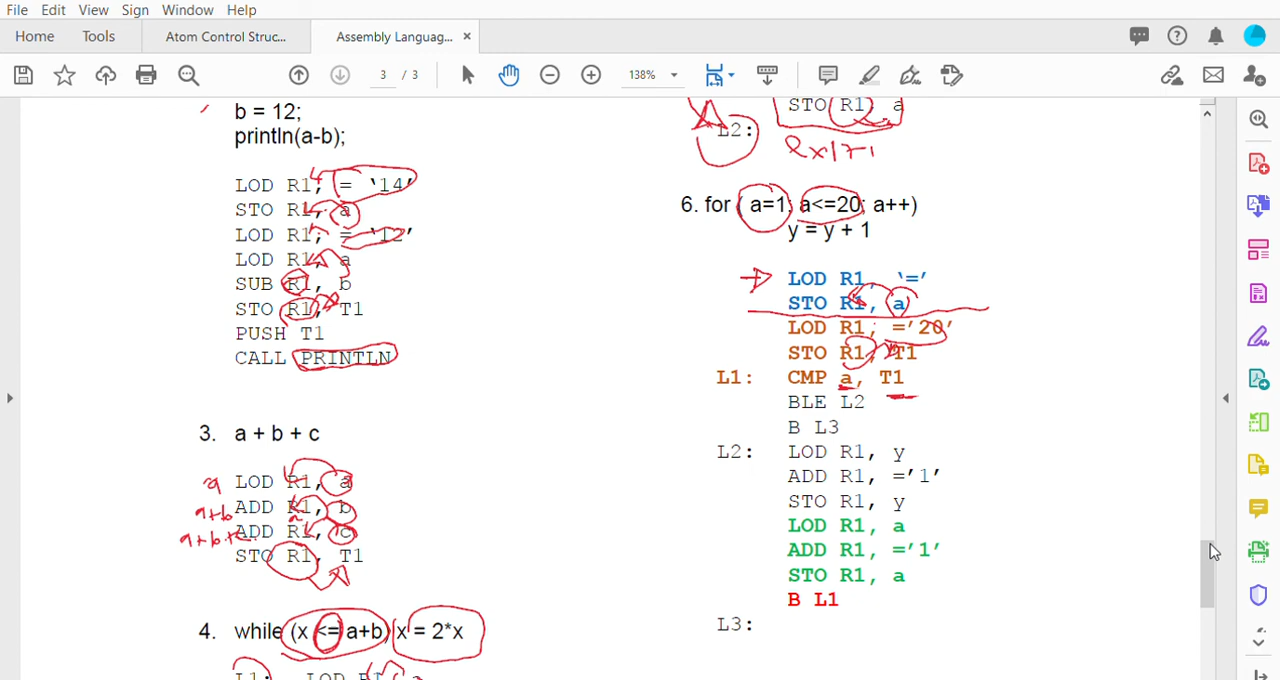 File Edit View Sign Window Help
Home Tools Atom Control Struc... Assembly Languag... ×
3 / 3 138%
b = 12;
println(a-b);
LOD R1, = ‘14’
STO R1, a
LOD R1, = ‘12’
LOD R1, a
SUB R1, b
STO R1, T1
PUSH T1
CALL PRINTLN
3. a + b + c
a LOD R1, a
a+b ADD R1, b
a+b+c ADD R1, c
STO R1, T1
4. while (x <= a+b) x = 2*x
L1: LOD R1, a
STO R1, a
L2:
6. for ( a=1; a<=20; a++)
y = y + 1
LOD R1, ‘=’
STO R1, a
LOD R1, =’20’
STO R1, T1
L1: CMP a, T1
BLE L2
B L3
L2: LOD R1, y
ADD R1, =’1’
STO R1, y
LOD R1, a
ADD R1, =’1’
STO R1, a
B L1
L3: